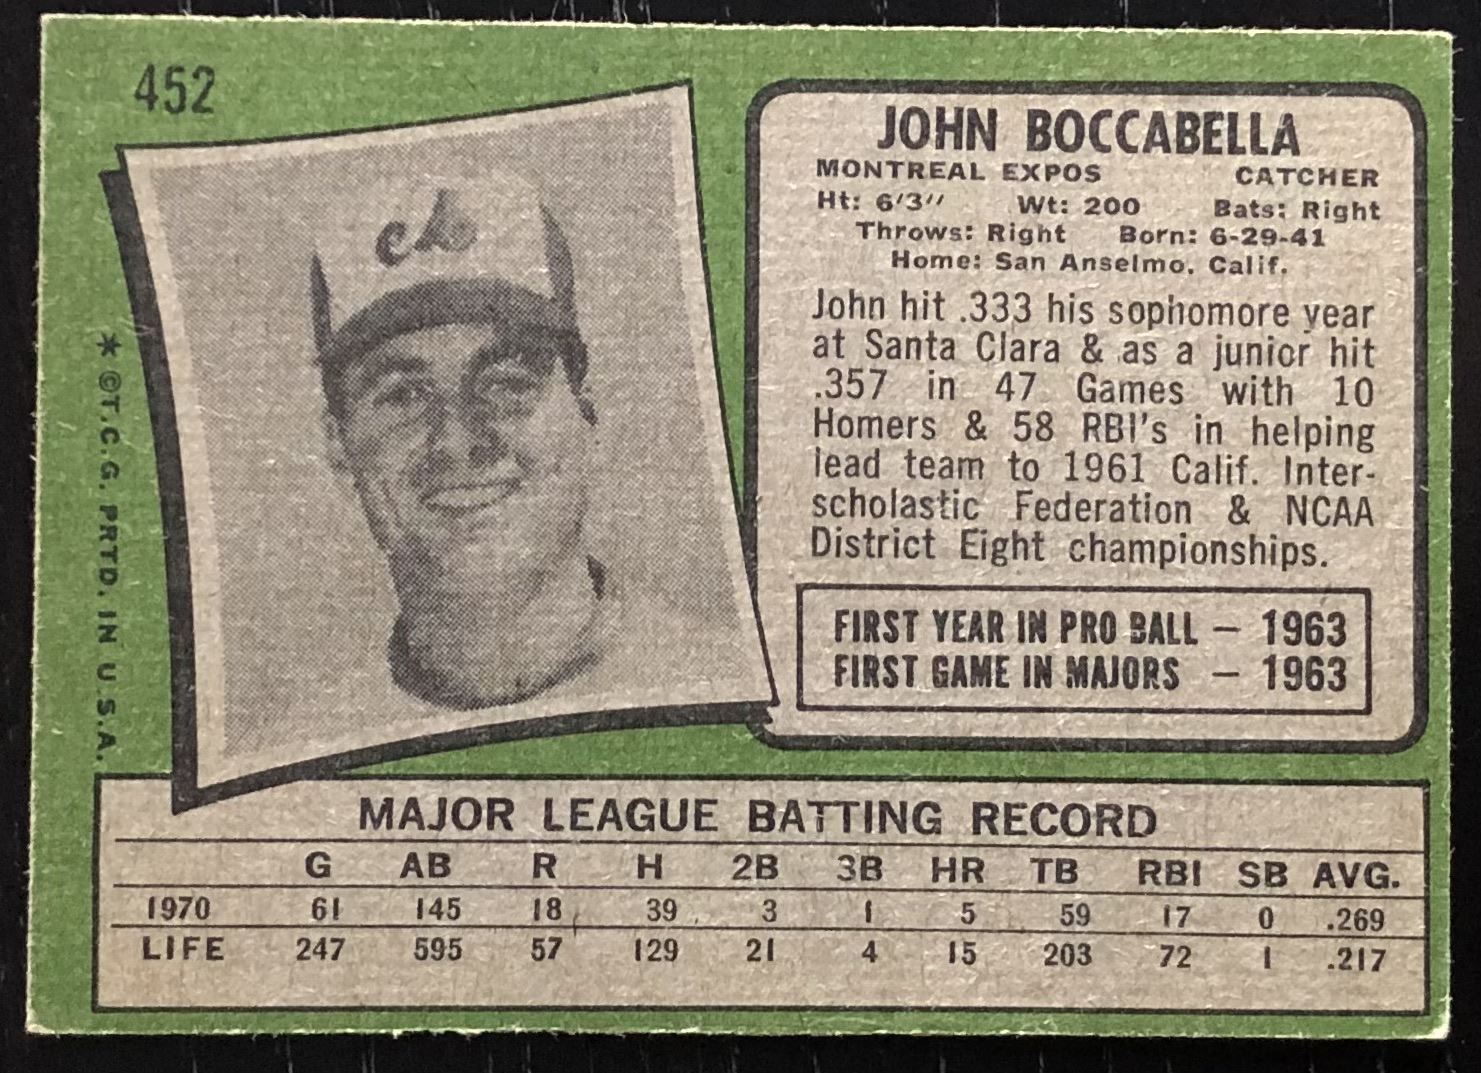 452
* ©T.C.G. PRTD. IN U.S.A.
JOHN BOCCABELLA
MONTREAL EXPOS CATCHER
Ht: 6'3" Wt: 200 Bats: Right
Throws: Right Born: 6-29-41
Home: San Anselmo, Calif.
John hit .333 his sophomore year
at Santa Clara & as a junior hit
.357 in 47 Games with 10
Homers & 58 RBI's in helping
lead team to 1961 Calif. Inter-
scholastic Federation & NCAA
District Eight championships.
FIRST YEAR IN PRO BALL — 1963
FIRST GAME IN MAJORS — 1963
MAJOR LEAGUE BATTING RECORD
G AB R H 2B 3B HR TB RBI SB AVG.
1970 61 145 18 39 3 1 5 59 17 0 .269
LIFE 247 595 57 129 21 4 15 203 72 1 .217